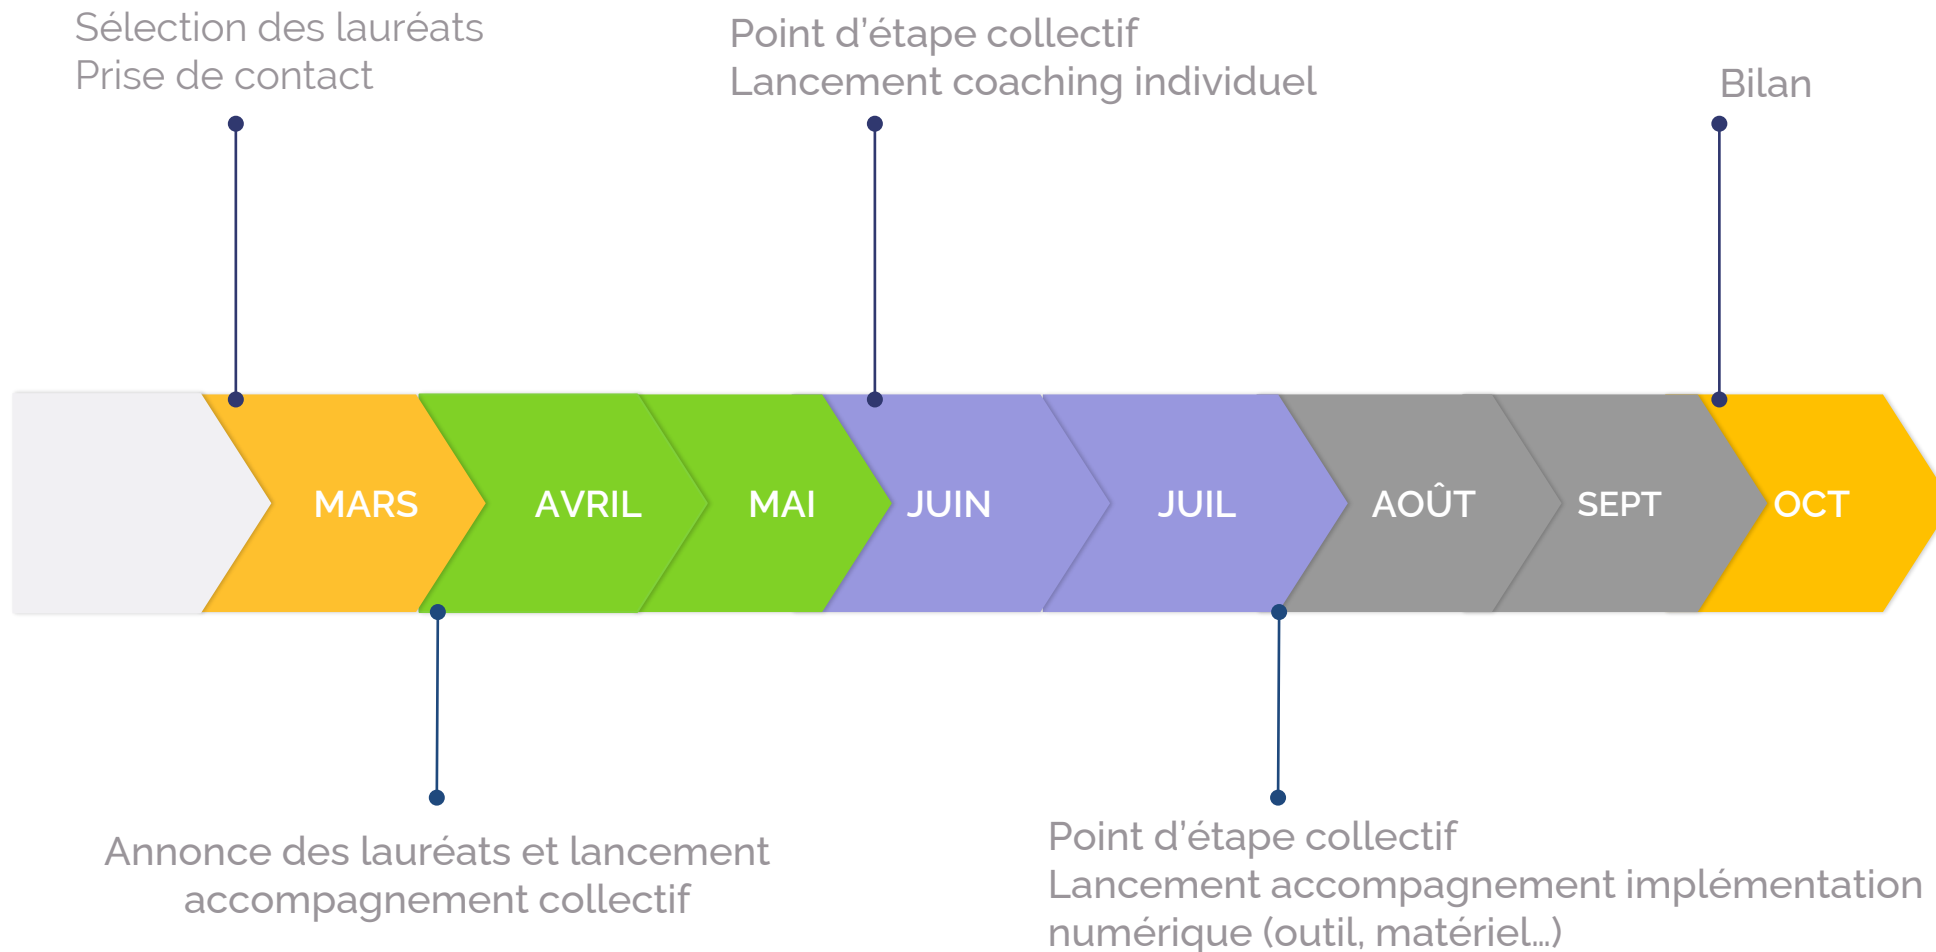 Sélection des lauréats
Prise de contact
Point d’étape collectif
Lancement coaching individuel
Bilan
MARS
AVRIL
MAI
JUIN
JUIL
AOÛT
SEPT
OCT
Annonce des lauréats et lancement
accompagnement collectif
Point d’étape collectif
Lancement accompagnement implémentation
numérique (outil, matériel...)